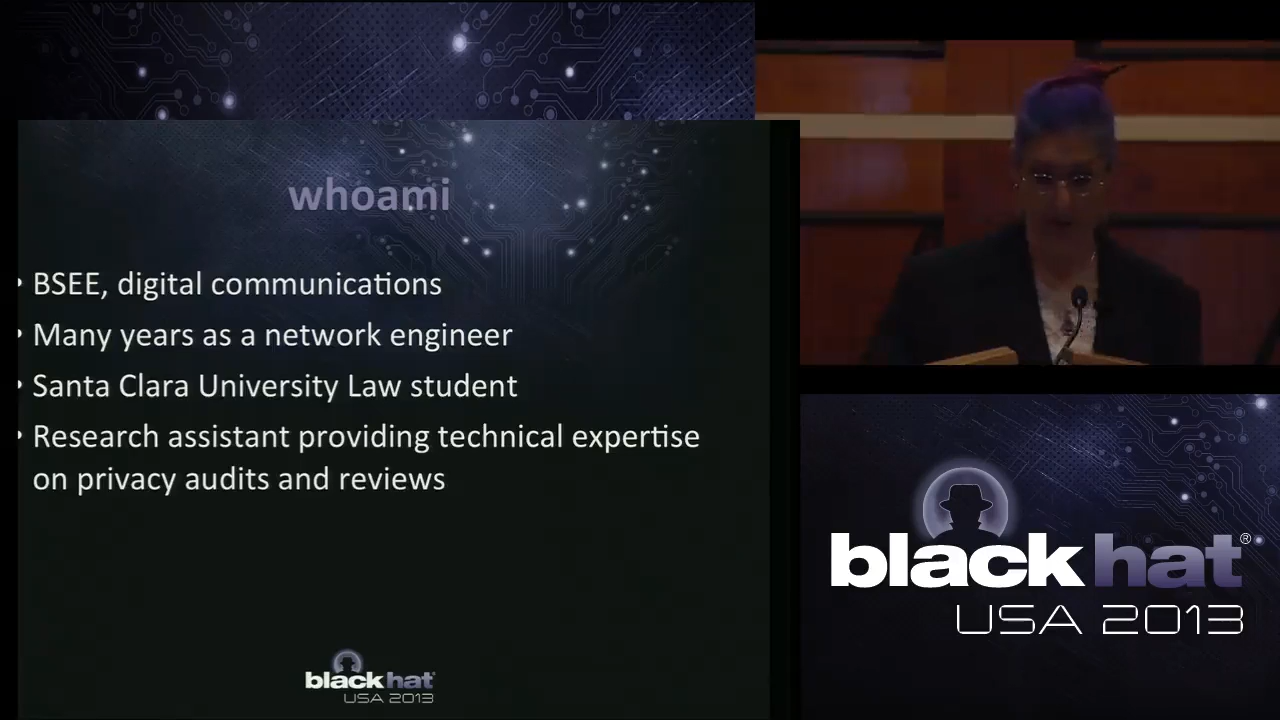 whoami
• BSEE, digital communications
• Many years as a network engineer
• Santa Clara University Law student
• Research assistant providing technical expertise
on privacy audits and reviews
black hat
USA 2013
black hat®
USA 2013